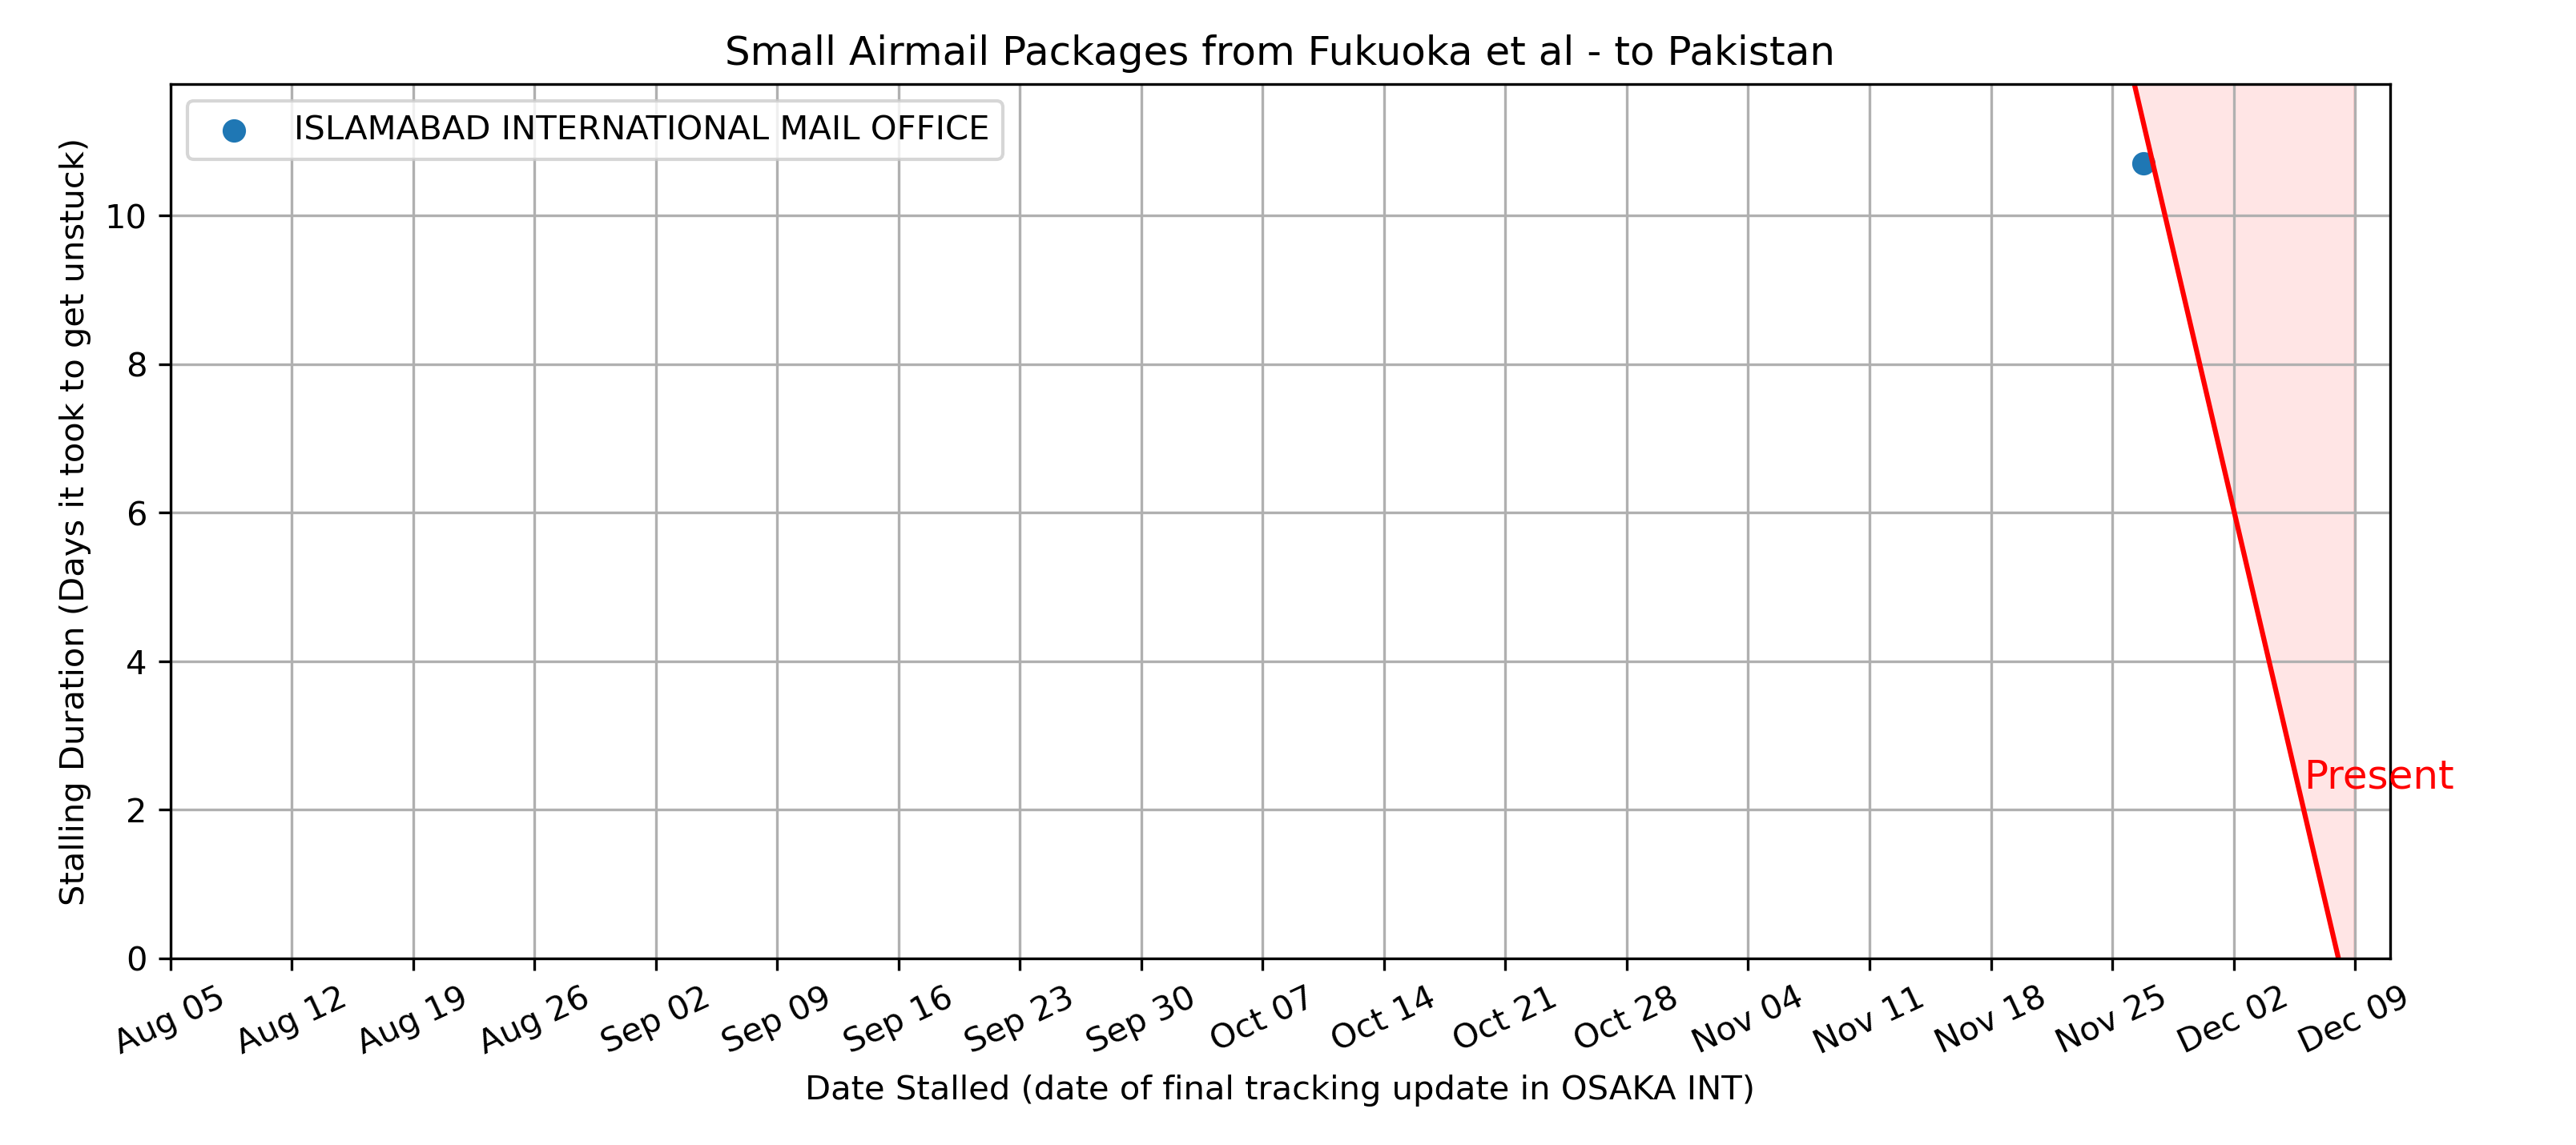 Small Airmail Packages from Fukuoka et al - to Pakistan
ISLAMABAD INTERNATIONAL MAIL OFFICE
Stalling Duration (Days it took to get unstuck)
10
8
6
4
2
0
Present
Aug 05
Aug 12
Aug 19
Aug 26
Sep 02
Sep 09
Sep 16
Sep 23
Sep 30
Oct 07
Oct 14
Oct 21
Oct 28
Nov 04
Nov 11
Nov 18
Nov 25
Dec 02
Dec 09
Date Stalled (date of final tracking update in OSAKA INT)